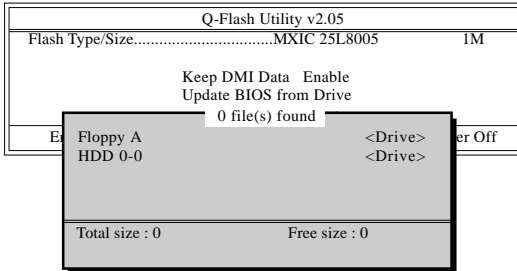 Q-Flash Utility v2.05
Flash Type/Size.................................MXIC 25L8005 1M
Keep DMI Data Enable
Update BIOS from Drive
0 file(s) found
Floppy A <Drive>
HDD 0-0 <Drive>
Off
Total size : 0 Free size : 0